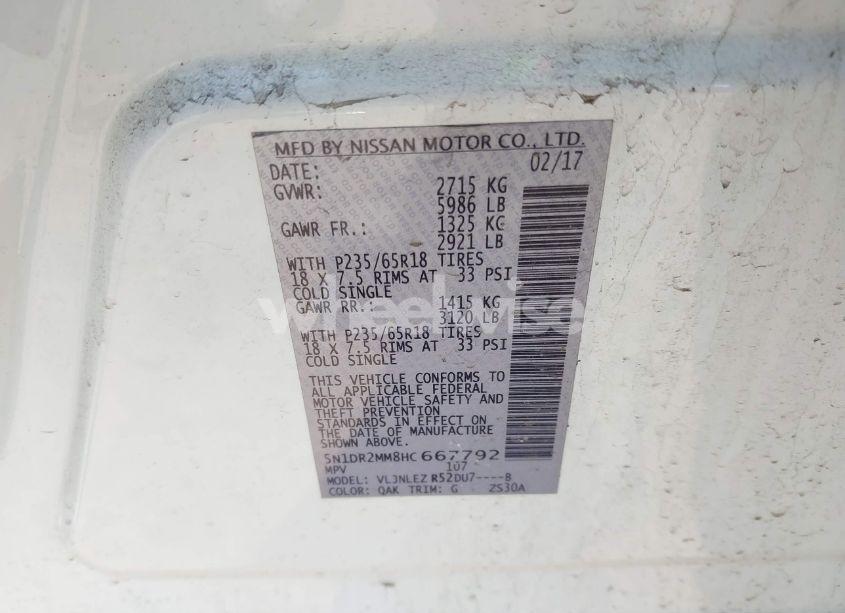 MFD BY NISSAN MOTOR CO., LTD.
DATE: 02/17
GVWR: 2715 KG
5986 LB
GAWR FR.: 1325 KG
2921 LB
WITH P235/65R18 TIRES
18 X 7.5 RIMS AT 33 PSI
COLD SINGLE
GAWR RR.: 1415 KG
3120 LB
WITH P235/65R18 TIRES
18 X 7.5 RIMS AT 33 PSI
COLD SINGLE
THIS VEHICLE CONFORMS TO
ALL APPLICABLE FEDERAL
MOTOR VEHICLE SAFETY AND
THEFT PREVENTION
STANDARDS IN EFFECT ON
THE DATE OF MANUFACTURE
SHOWN ABOVE.
5N1DR2MM8HC 667792
MPV 107
MODEL: VLJNLEZ R52DU7----B
COLOR: QAK TRIM: G ZS30A
wheelwise